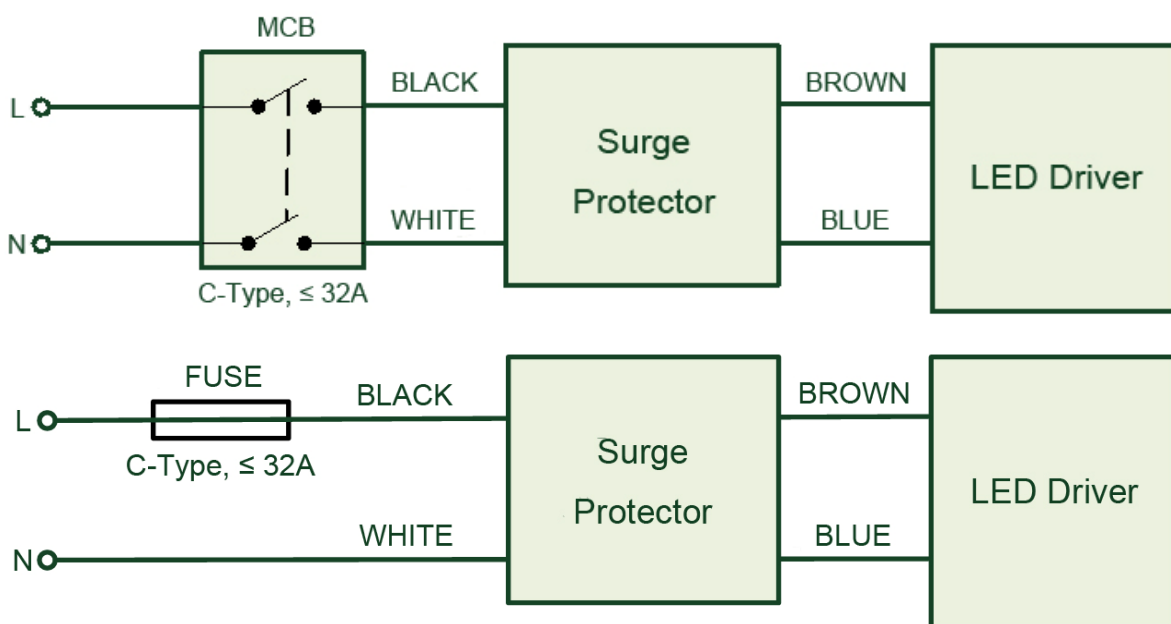 MCB
L
BLACK
BROWN
Surge
Protector
LED Driver
N
WHITE
BLUE
C-Type, ≤ 32A
FUSE
L
BLACK
BROWN
C-Type, ≤ 32A
Surge
Protector
LED Driver
N
WHITE
BLUE